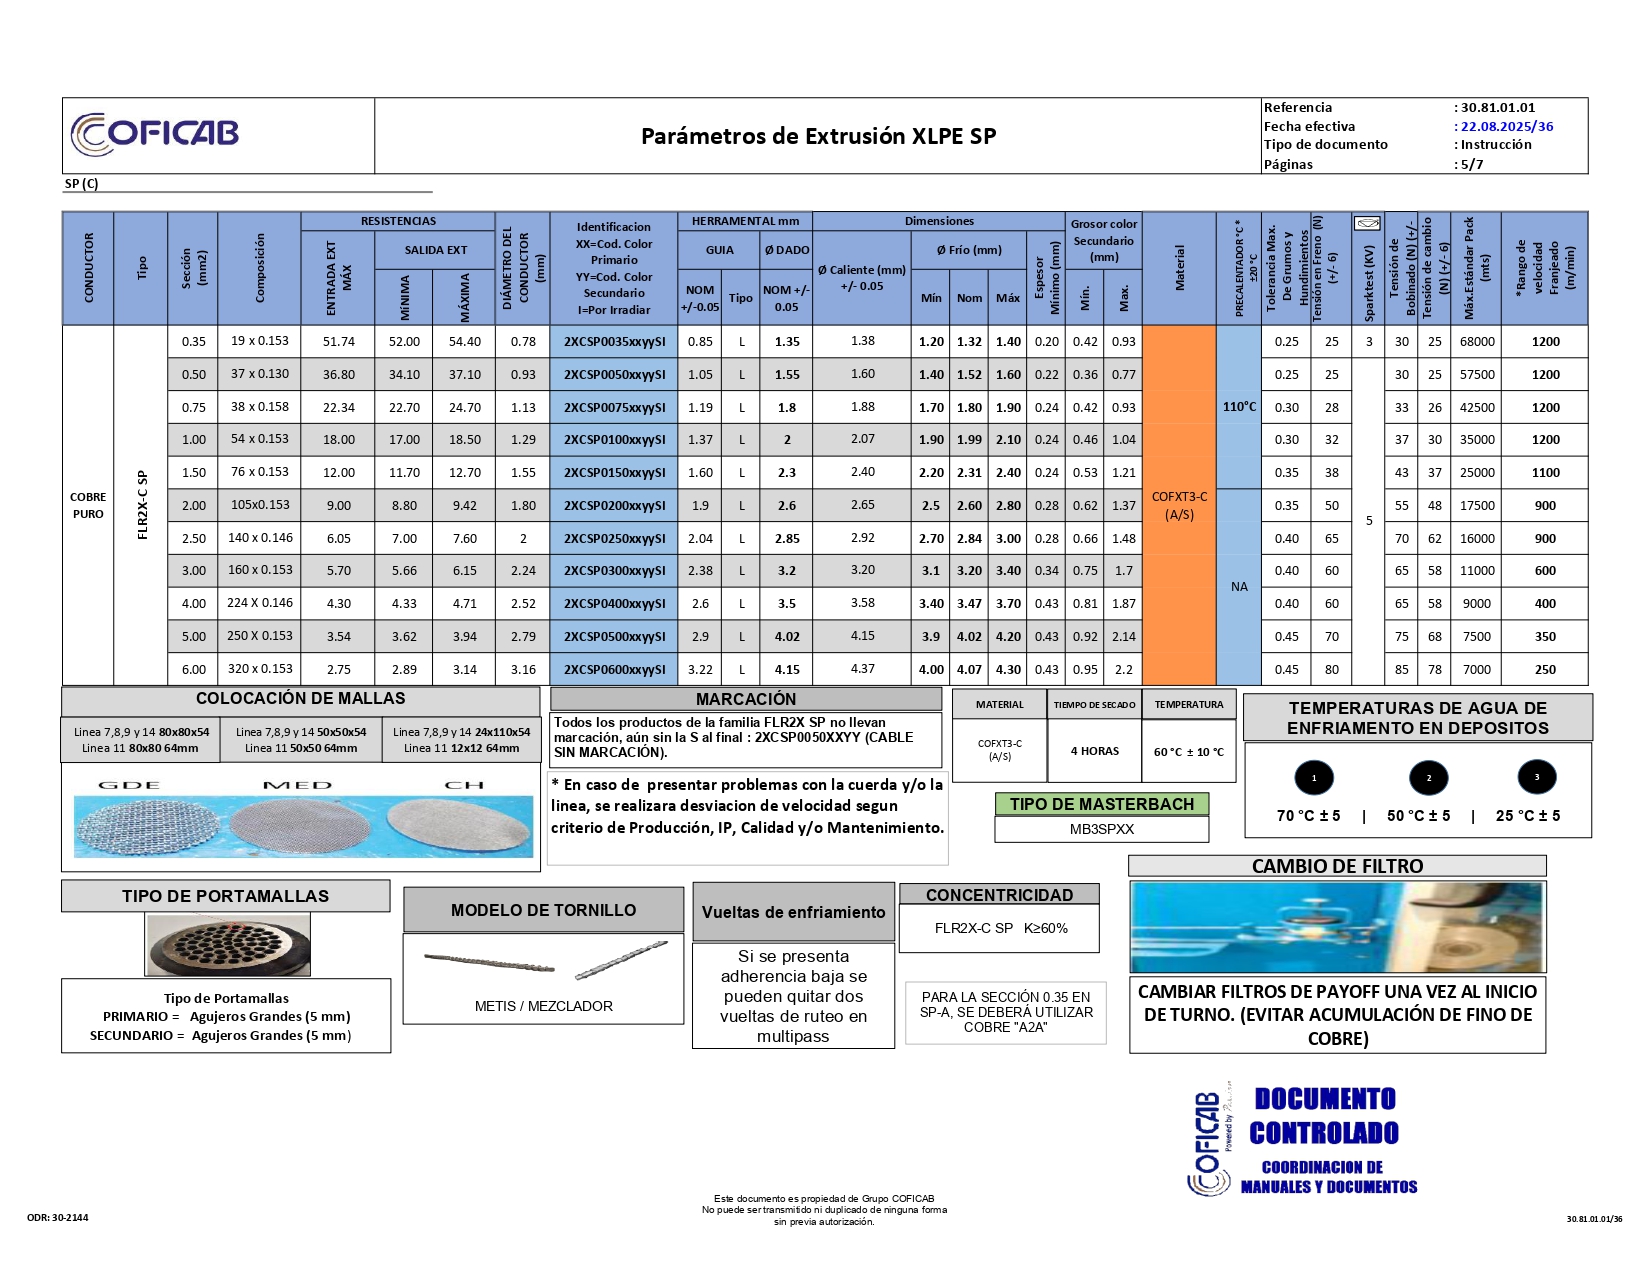 COFICAB
Parámetros de Extrusión XLPE SP
Referencia : 30.81.01.01
Fecha efectiva : 22.08.2025/36
Tipo de documento : Instrucción
Páginas : 5/7
SP (C)
CONDUCTOR
Tipo
Sección (mm2)
Composición
RESISTENCIAS
ENTRADA EXT MÁX
SALIDA EXT
MíNIMA
MÁXIMA
DIÁMETRO DEL CONDUCTOR (mm)
Identificacion
XX=Cod. Color
Primario
YY=Cod. Color
Secundario
I=Por Irradiar
HERRAMENTAL mm
GUIA
NOM +/-0.05
Tipo
Ø DADO
NOM +/- 0.05
Dimensiones
Ø Caliente (mm) +/- 0.05
Ø Frío (mm)
Mín
Nom
Máx
Espesor Mínimo (mm)
Grosor color Secundario (mm)
Mín.
Max.
Material
PRECALENTADOR °C * ±20 °C
Tolerancia Max. De Grumos y Hundimientos
Tensión en Freno (N) (+/- 6)
Sparktest (KV)
Tensión de Bobinado (N) (+/-
Tensión de cambio (N) (+/- 6)
Máx.Estándar Pack (mts)
*Rango de velocidad Franjeado (m/min)
COBRE PURO
FLR2X-C SP
COFXT3-C (A/S)
110°C
NA
0.35 19 x 0.153 51.74 52.00 54.40 0.78 2XCSP0035xxyySI 0.85 L 1.35 1.38 1.20 1.32 1.40 0.20 0.42 0.93 0.25 25 3 30 25 68000 1200
0.50 37 x 0.130 36.80 34.10 37.10 0.93 2XCSP0050xxyySI 1.05 L 1.55 1.60 1.40 1.52 1.60 0.22 0.36 0.77 0.25 25 30 25 57500 1200
0.75 38 x 0.158 22.34 22.70 24.70 1.13 2XCSP0075xxyySI 1.19 L 1.8 1.88 1.70 1.80 1.90 0.24 0.42 0.93 0.30 28 33 26 42500 1200
1.00 54 x 0.153 18.00 17.00 18.50 1.29 2XCSP0100xxyySI 1.37 L 2 2.07 1.90 1.99 2.10 0.24 0.46 1.04 0.30 32 37 30 35000 1200
1.50 76 x 0.153 12.00 11.70 12.70 1.55 2XCSP0150xxyySI 1.60 L 2.3 2.40 2.20 2.31 2.40 0.24 0.53 1.21 0.35 38 43 37 25000 1100
2.00 105x0.153 9.00 8.80 9.42 1.80 2XCSP0200xxyySI 1.9 L 2.6 2.65 2.5 2.60 2.80 0.28 0.62 1.37 0.35 50 5 55 48 17500 900
2.50 140 x 0.146 6.05 7.00 7.60 2 2XCSP0250xxyySI 2.04 L 2.85 2.92 2.70 2.84 3.00 0.28 0.66 1.48 0.40 65 70 62 16000 900
3.00 160 x 0.153 5.70 5.66 6.15 2.24 2XCSP0300xxyySI 2.38 L 3.2 3.20 3.1 3.20 3.40 0.34 0.75 1.7 0.40 60 65 58 11000 600
4.00 224 X 0.146 4.30 4.33 4.71 2.52 2XCSP0400xxyySI 2.6 L 3.5 3.58 3.40 3.47 3.70 0.43 0.81 1.87 0.40 60 65 58 9000 400
5.00 250 X 0.153 3.54 3.62 3.94 2.79 2XCSP0500xxyySI 2.9 L 4.02 4.15 3.9 4.02 4.20 0.43 0.92 2.14 0.45 70 75 68 7500 350
6.00 320 x 0.153 2.75 2.89 3.14 3.16 2XCSP0600xxyySI 3.22 L 4.15 4.37 4.00 4.07 4.30 0.43 0.95 2.2 0.45 80 85 78 7000 250
COLOCACIÓN DE MALLAS
Linea 7,8,9 y 14 80x80x54
Linea 11 80x80 64mm
Linea 7,8,9 y 14 50x50x54
Linea 11 50x50 64mm
Linea 7,8,9 y 14 24x110x54
Linea 11 12x12 64mm
GDE MED CH
MARCACIÓN
Todos los productos de la familia FLR2X SP no llevan
marcación, aún sin la S al final : 2XCSP0050XXYY (CABLE
SIN MARCACIÓN).
* En caso de presentar problemas con la cuerda y/o la
linea, se realizara desviacion de velocidad segun
criterio de Producción, IP, Calidad y/o Mantenimiento.
MATERIAL TIEMPO DE SECADO TEMPERATURA
COFXT3-C (A/S) 4 HORAS 60 °C ± 10 °C
TIPO DE MASTERBACH
MB3SPXX
TEMPERATURAS DE AGUA DE
ENFRIAMIENTO EN DEPOSITOS
1 2 3
70 °C ± 5 | 50 °C ± 5 | 25 °C ± 5
TIPO DE PORTAMALLAS
Tipo de Portamallas
PRIMARIO = Agujeros Grandes (5 mm)
SECUNDARIO = Agujeros Grandes (5 mm)
MODELO DE TORNILLO
METIS / MEZCLADOR
Vueltas de enfriamiento
Si se presenta
adherencia baja se
pueden quitar dos
vueltas de ruteo en
multipass
CONCENTRICIDAD
FLR2X-C SP K≥60%
PARA LA SECCIÓN 0.35 EN
SP-A, SE DEBERÁ UTILIZAR
COBRE "A2A"
CAMBIO DE FILTRO
CAMBIAR FILTROS DE PAYOFF UNA VEZ AL INICIO
DE TURNO. (EVITAR ACUMULACIÓN DE FINO DE
COBRE)
COFICAB
Powered by
DOCUMENTO
CONTROLADO
COORDINACION DE
MANUALES Y DOCUMENTOS
Este documento es propiedad de Grupo COFICAB
No puede ser transmitido ni duplicado de ninguna forma
sin previa autorización.
ODR: 30-2144
30.81.01.01/36